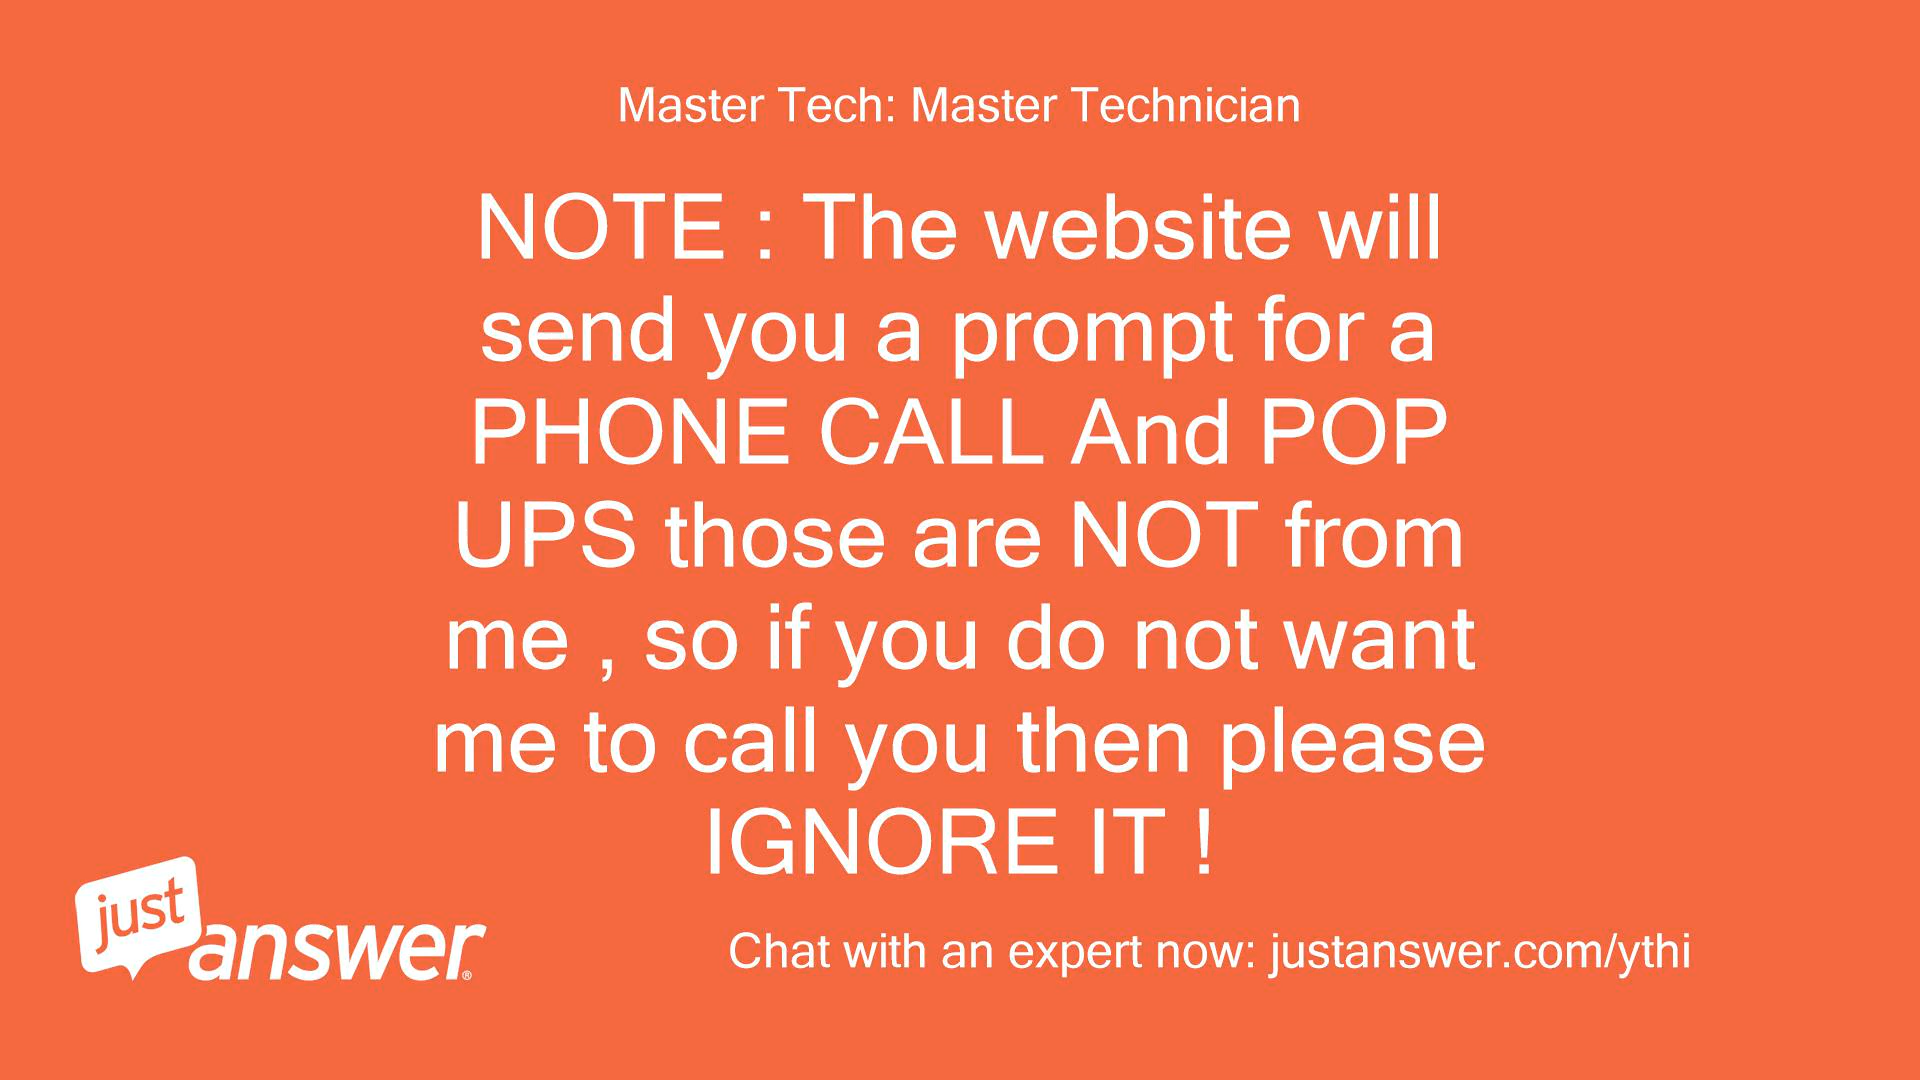 Master Tech: Master Technician
NOTE : The website will
send you a prompt for a
PHONE CALL And POP
UPS those are NOT from
me , so if you do not want
me to call you then please
IGNORE IT !
just
answer®
Chat with an expert now: justanswer.com/ythi